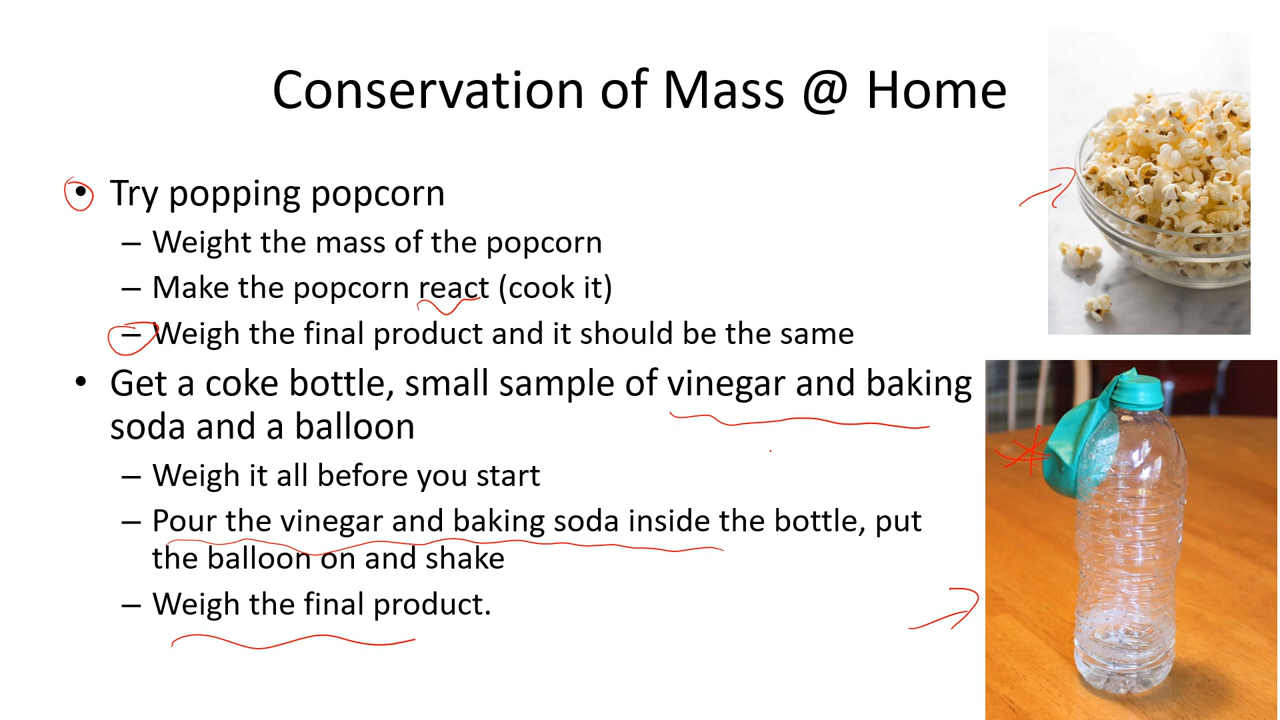 Conservation of Mass @ Home
• Try popping popcorn
– Weight the mass of the popcorn
– Make the popcorn react (cook it)
– Weigh the final product and it should be the same
• Get a coke bottle, small sample of vinegar and baking
soda and a balloon
– Weigh it all before you start
– Pour the vinegar and baking soda inside the bottle, put
the balloon on and shake
– Weigh the final product.